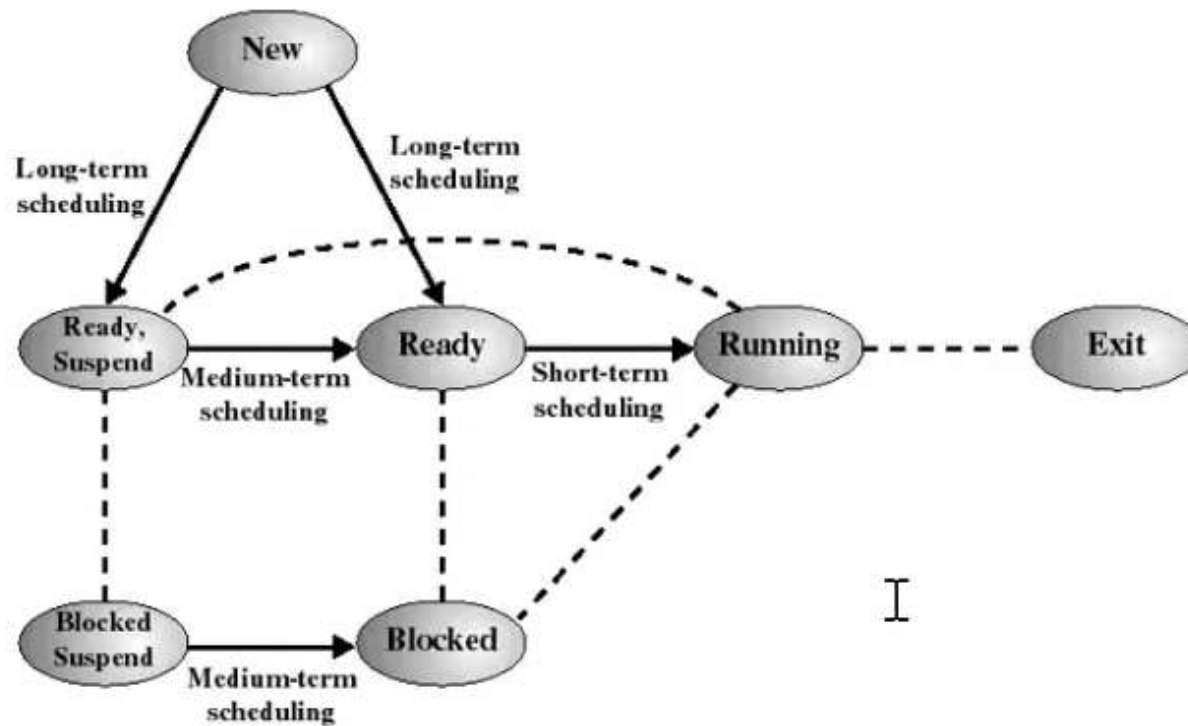 New
Long-term
scheduling
Long-term
scheduling
Ready,
Suspend
Medium-term
scheduling
Ready
Short-term
scheduling
Running
Exit
Blocked
Suspend
Medium-term
scheduling
Blocked